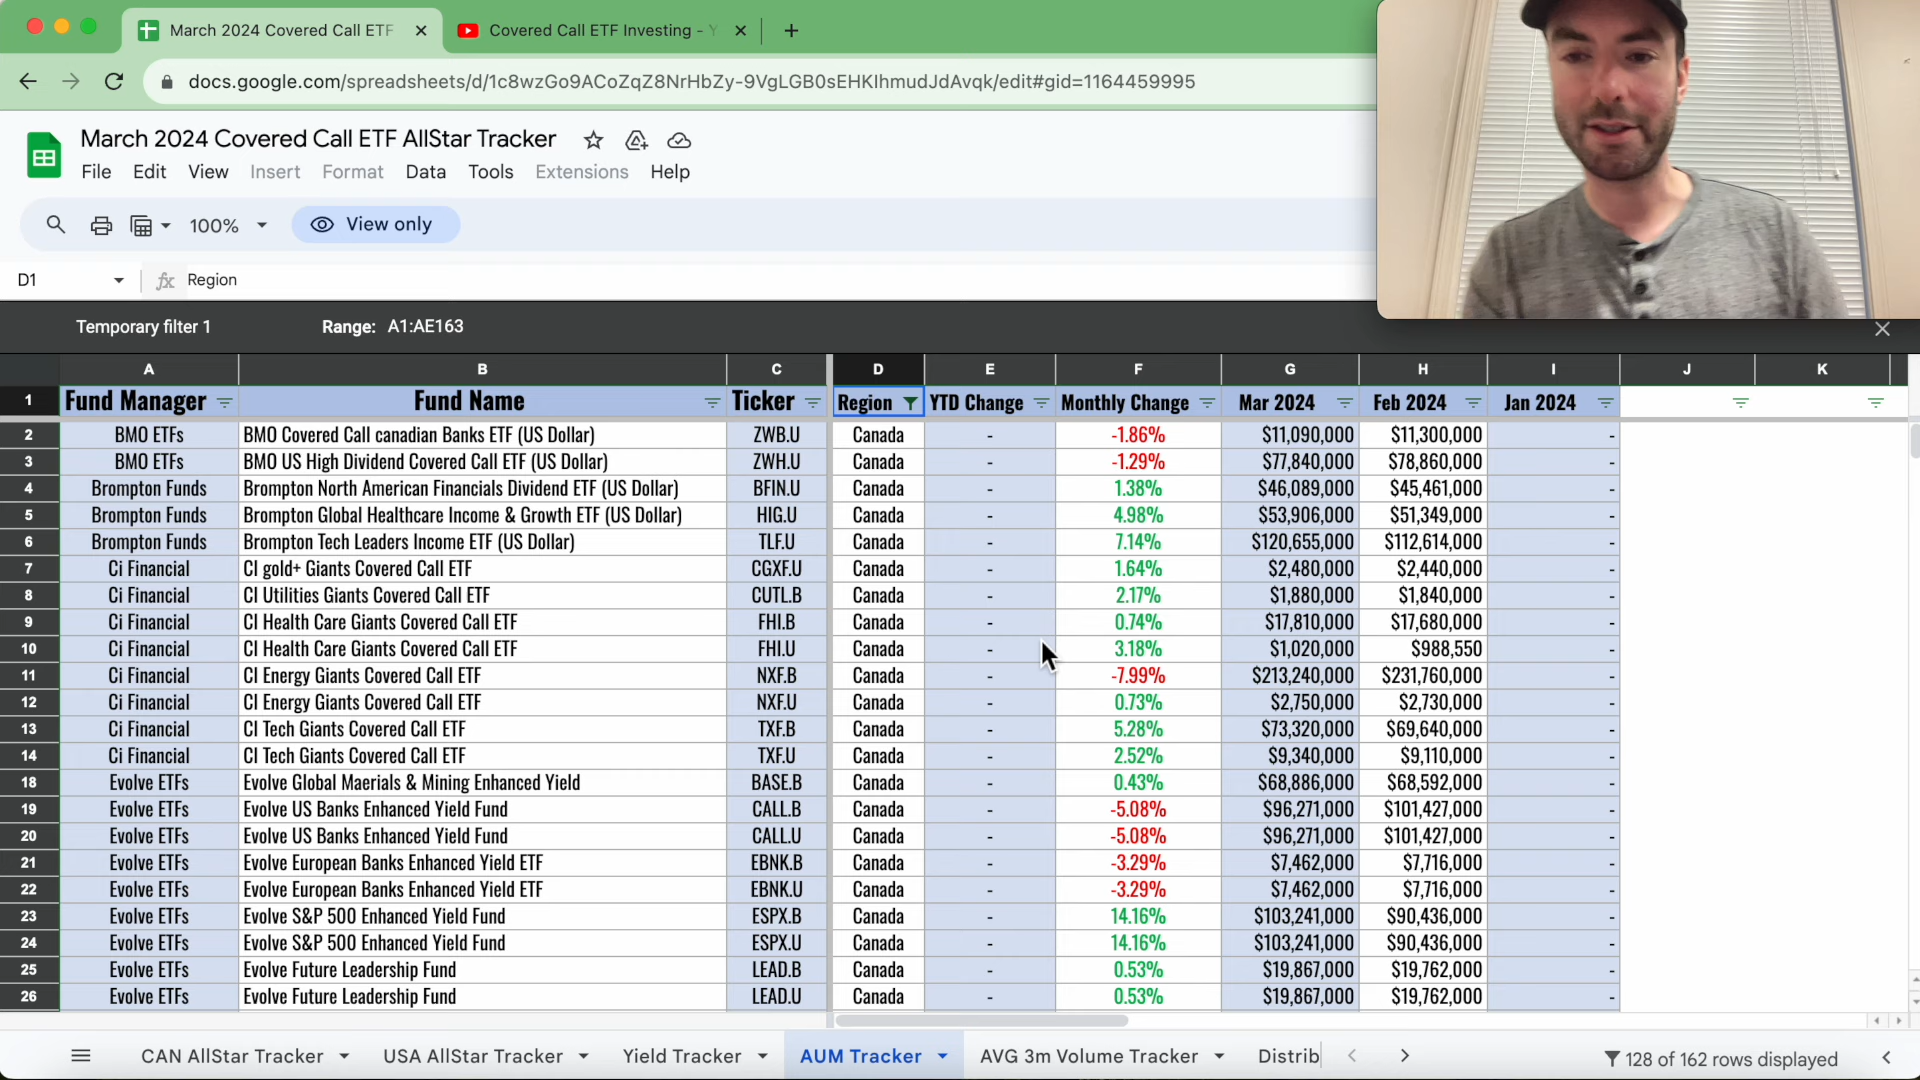 March 2024 Covered Call ETF
Covered Call ETF Investing - Y
docs.google.com/spreadsheets/d/1c8wzGo9ACoZqZ8NrHbZy-9VgLGB0sEHKIhmudJdAvqk/edit#gid=1164459995
March 2024 Covered Call ETF AllStar Tracker
File Edit View Insert Format Data Tools Extensions Help
100% View only
D1 fx Region
Temporary filter 1 Range: A1:AE163
A B C D E F G H I J K
1 Fund Manager Fund Name Ticker Region YTD Change Monthly Change Mar 2024 Feb 2024 Jan 2024
2 BMO ETFs BMO Covered Call canadian Banks ETF (US Dollar) ZWB.U Canada - -1.86% $11,090,000 $11,300,000 -
3 BMO ETFs BMO US High Dividend Covered Call ETF (US Dollar) ZWH.U Canada - -1.29% $77,840,000 $78,860,000 -
4 Brompton Funds Brompton North American Financials Dividend ETF (US Dollar) BFIN.U Canada - 1.38% $46,089,000 $45,461,000 -
5 Brompton Funds Brompton Global Healthcare Income & Growth ETF (US Dollar) HIG.U Canada - 4.98% $53,906,000 $51,349,000 -
6 Brompton Funds Brompton Tech Leaders Income ETF (US Dollar) TLF.U Canada - 7.14% $120,655,000 $112,614,000 -
7 Ci Financial CI gold+ Giants Covered Call ETF CGXF.U Canada - 1.64% $2,480,000 $2,440,000 -
8 Ci Financial CI Utilities Giants Covered Call ETF CUTL.B Canada - 2.17% $1,880,000 $1,840,000 -
9 Ci Financial CI Health Care Giants Covered Call ETF FHI.B Canada - 0.74% $17,810,000 $17,680,000 -
10 Ci Financial CI Health Care Giants Covered Call ETF FHI.U Canada - 3.18% $1,020,000 $988,550 -
11 Ci Financial CI Energy Giants Covered Call ETF NXF.B Canada - -7.99% $213,240,000 $231,760,000 -
12 Ci Financial CI Energy Giants Covered Call ETF NXF.U Canada - 0.73% $2,750,000 $2,730,000 -
13 Ci Financial CI Tech Giants Covered Call ETF TXF.B Canada - 5.28% $73,320,000 $69,640,000 -
14 Ci Financial CI Tech Giants Covered Call ETF TXF.U Canada - 2.52% $9,340,000 $9,110,000 -
18 Evolve ETFs Evolve Global Maerials & Mining Enhanced Yield BASE.B Canada - 0.43% $68,886,000 $68,592,000 -
19 Evolve ETFs Evolve US Banks Enhanced Yield Fund CALL.B Canada - -5.08% $96,271,000 $101,427,000 -
20 Evolve ETFs Evolve US Banks Enhanced Yield Fund CALL.U Canada - -5.08% $96,271,000 $101,427,000 -
21 Evolve ETFs Evolve European Banks Enhanced Yield ETF EBNK.B Canada - -3.29% $7,462,000 $7,716,000 -
22 Evolve ETFs Evolve European Banks Enhanced Yield ETF EBNK.U Canada - -3.29% $7,462,000 $7,716,000 -
23 Evolve ETFs Evolve S&P 500 Enhanced Yield Fund ESPX.B Canada - 14.16% $103,241,000 $90,436,000 -
24 Evolve ETFs Evolve S&P 500 Enhanced Yield Fund ESPX.U Canada - 14.16% $103,241,000 $90,436,000 -
25 Evolve ETFs Evolve Future Leadership Fund LEAD.B Canada - 0.53% $19,867,000 $19,762,000 -
26 Evolve ETFs Evolve Future Leadership Fund LEAD.U Canada - 0.53% $19,867,000 $19,762,000 -
CAN AllStar Tracker USA AllStar Tracker Yield Tracker AUM Tracker AVG 3m Volume Tracker Distrib 128 of 162 rows displayed